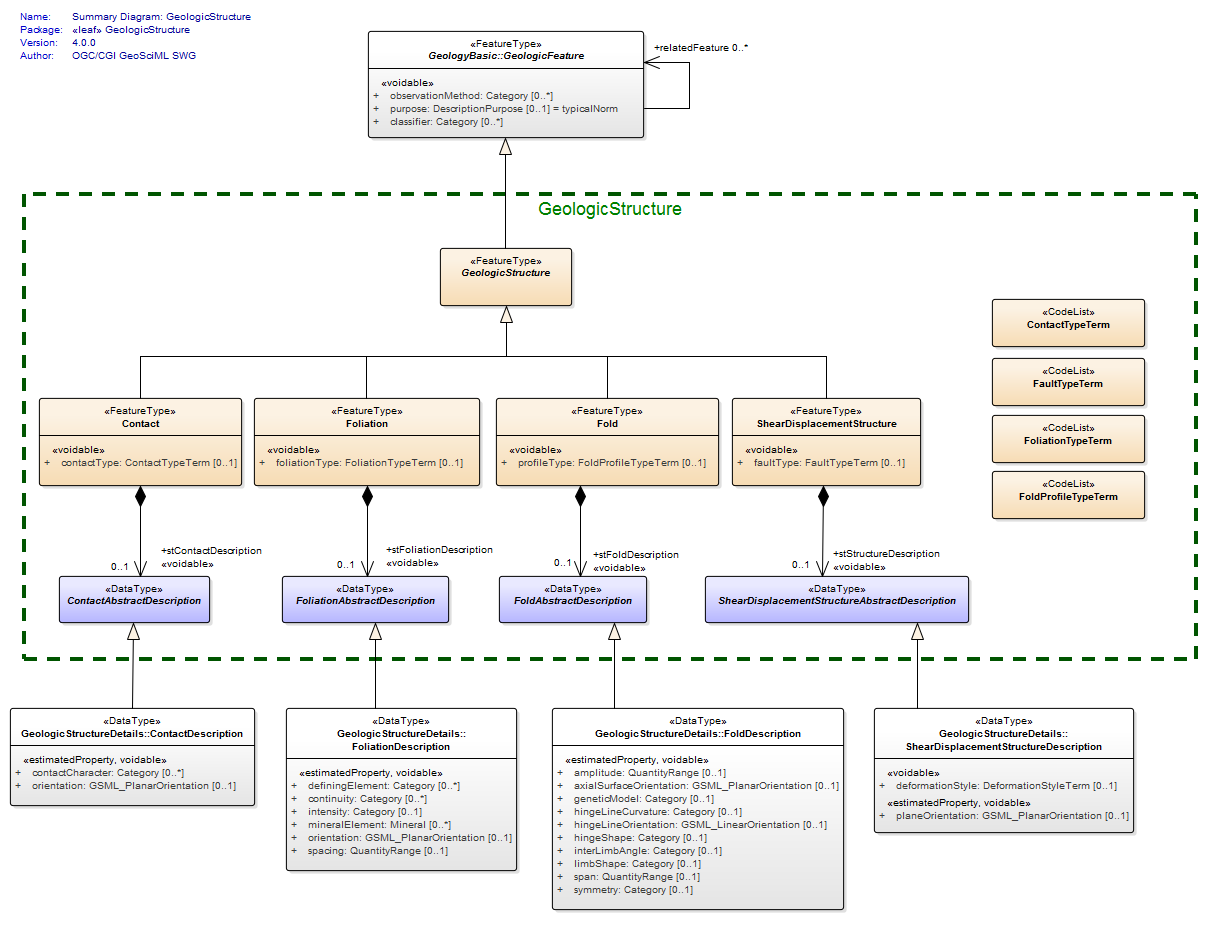 Name: Summary Diagram: GeologicStructure
Package: «leaf» GeologicStructure
Version: 4.0.0
Author: OGC/CGI GeoSciML SWG
«FeatureType»
GeologyBasic::GeologicFeature
«voidable»
+ observationMethod: Category [0..*]
+ purpose: DescriptionPurpose [0..1] = typicalNorm
+ classifier: Category [0..*]
+relatedFeature 0..*
GeologicStructure
«FeatureType»
GeologicStructure
«CodeList»
ContactTypeTerm
«CodeList»
FaultTypeTerm
«CodeList»
FoliationTypeTerm
«CodeList»
FoldProfileTypeTerm
«FeatureType»
Contact
«voidable»
+ contactType: ContactTypeTerm [0..1]
«FeatureType»
Foliation
«voidable»
+ foliationType: FoliationTypeTerm [0..1]
«FeatureType»
Fold
«voidable»
+ profileType: FoldProfileTypeTerm [0..1]
«FeatureType»
ShearDisplacementStructure
«voidable»
+ faultType: FaultTypeTerm [0..1]
+stContactDescription
0..1 «voidable»
+stFoliationDescription
0..1 «voidable»
+stFoldDescription
0..1 «voidable»
+stStructureDescription
0..1 «voidable»
«DataType»
ContactAbstractDescription
«DataType»
FoliationAbstractDescription
«DataType»
FoldAbstractDescription
«DataType»
ShearDisplacementStructureAbstractDescription
«DataType»
GeologicStructureDetails::ContactDescription
«estimatedProperty, voidable»
+ contactCharacter: Category [0..*]
+ orientation: GSML_PlanarOrientation [0..1]
«DataType»
GeologicStructureDetails::
FoliationDescription
«estimatedProperty, voidable»
+ definingElement: Category [0..*]
+ continuity: Category [0..*]
+ intensity: Category [0..1]
+ mineralElement: Mineral [0..*]
+ orientation: GSML_PlanarOrientation [0..1]
+ spacing: QuantityRange [0..1]
«DataType»
GeologicStructureDetails::FoldDescription
«estimatedProperty, voidable»
+ amplitude: QuantityRange [0..1]
+ axialSurfaceOrientation: GSML_PlanarOrientation [0..1]
+ geneticModel: Category [0..1]
+ hingeLineCurvature: Category [0..1]
+ hingeLineOrientation: GSML_LinearOrientation [0..1]
+ hingeShape: Category [0..1]
+ interLimbAngle: Category [0..1]
+ limbShape: Category [0..1]
+ span: QuantityRange [0..1]
+ symmetry: Category [0..1]
«DataType»
GeologicStructureDetails::
ShearDisplacementStructureDescription
«voidable»
+ deformationStyle: DeformationStyleTerm [0..1]
«estimatedProperty, voidable»
+ planeOrientation: GSML_PlanarOrientation [0..1]